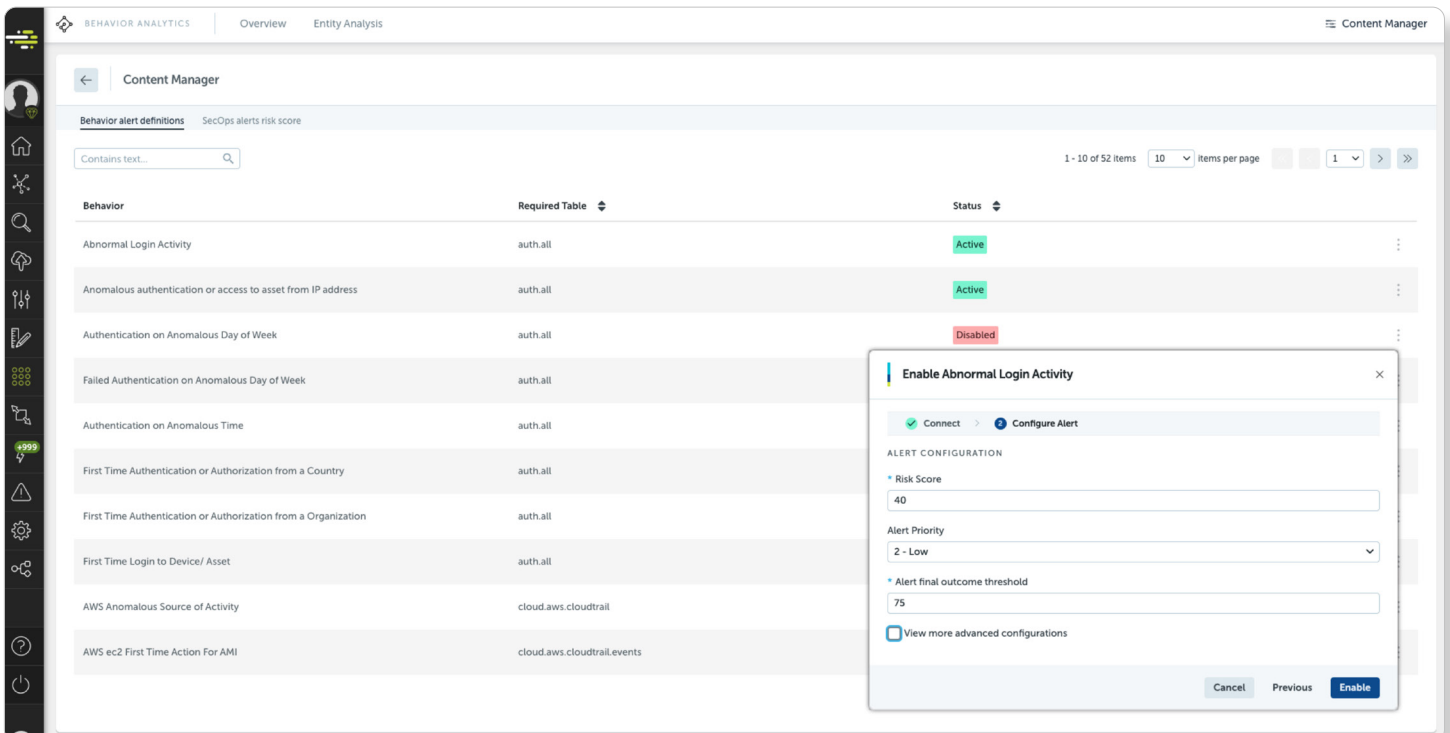 BEHAVIOR ANALYTICS Overview Entity Analysis Content Manager
Content Manager
Behavior alert definitions SecOps alerts risk score
Contains text... 1 - 10 of 52 items 10 items per page 1
Behavior Required Table Status
Abnormal Login Activity auth.all Active
Anomalous authentication or access to asset from IP address auth.all Active
Authentication on Anomalous Day of Week auth.all Disabled
Failed Authentication on Anomalous Day of Week auth.all
Authentication on Anomalous Time auth.all
+999
First Time Authentication or Authorization from a Country auth.all
First Time Authentication or Authorization from a Organization auth.all
First Time Login to Device/ Asset auth.all
AWS Anomalous Source of Activity cloud.aws.cloudtrail
AWS ec2 First Time Action For AMI cloud.aws.cloudtrail.events
Enable Abnormal Login Activity
Connect 2 Configure Alert
ALERT CONFIGURATION
* Risk Score
40
Alert Priority
2 - Low
* Alert final outcome threshold
75
View more advanced configurations
Cancel Previous Enable